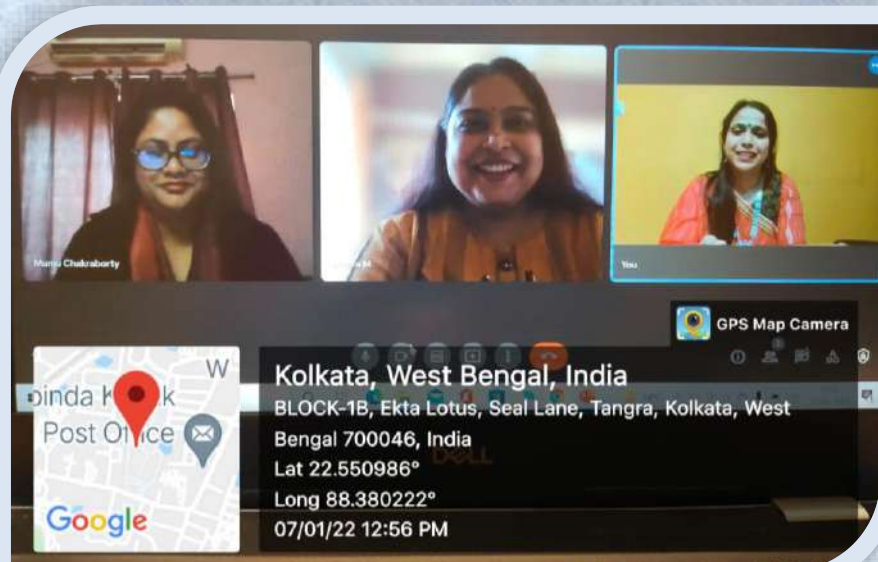 Chakraborty
M
You
GPS Map Camera
W
Post Office
Google
Kolkata, West Bengal, India
BLOCK-1B, Ekta Lotus, Seal Lane, Tangra, Kolkata, West
Bengal 700046, India
DELL
Lat 22.550986°
Long 88.380222°
07/01/22 12:56 PM